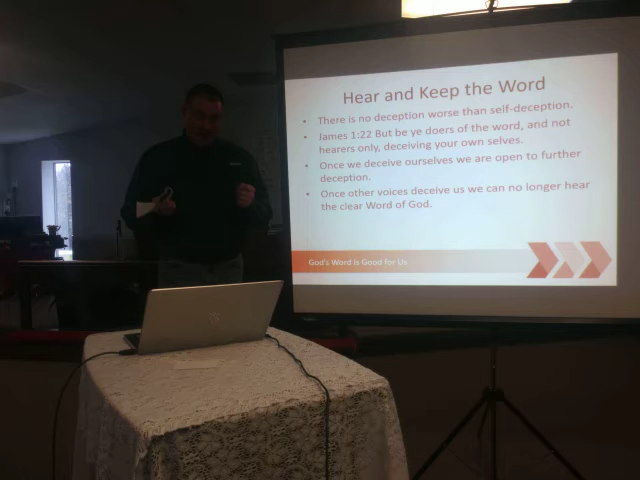 Hear and Keep the Word
• There is no deception worse than self-deception.
• James 1:22 But be ye doers of the word, and not
hearers only, deceiving your own selves.
• Once we deceive ourselves we are open to further
deception.
• Once other voices deceive us we can no longer hear
the clear Word of God.
God's Word Is Good for Us